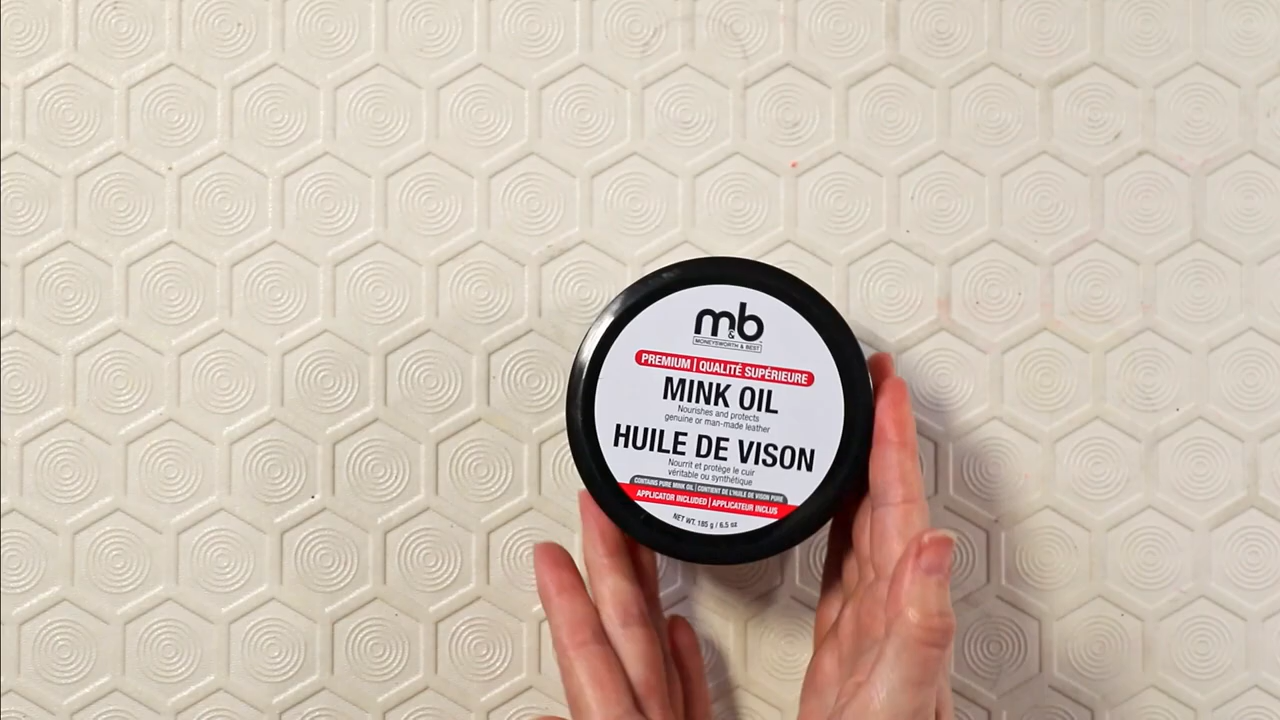 m&b
MONEYSWORTH & BEST
PREMIUM | QUALITÉ SUPÉRIEURE
MINK OIL
Nourishes and protects
genuine or man-made leather
HUILE DE VISON
Nourrit et protège le cuir
véritable ou synthétique
CONTAINS PURE MINK OIL | CONTIENT DE L'HUILE DE VISON PURE
APPLICATOR INCLUDED | APPLICATEUR INCLUS
NET WT. 185 g / 6.5 oz